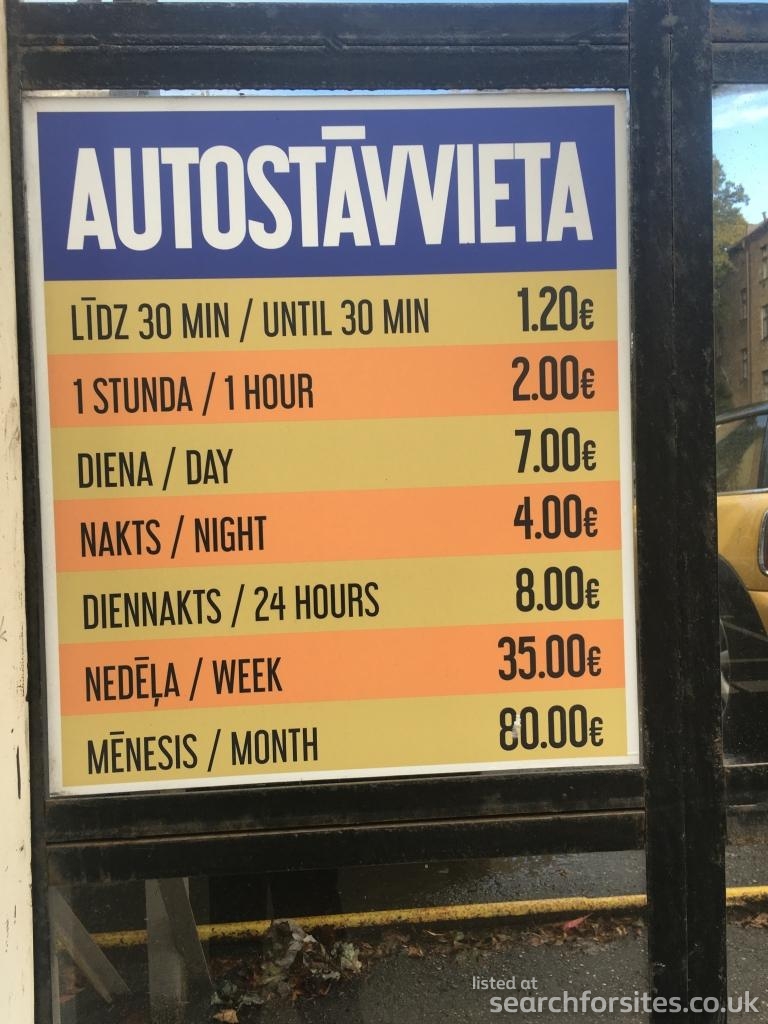 AUTOSTĀVVIETA
LĪDZ 30 MIN / UNTIL 30 MIN 1.20€
1 STUNDA / 1 HOUR 2.00€
DIENA / DAY 7.00€
NAKTS / NIGHT 4.00€
DIENNAKTS / 24 HOURS 8.00€
NEDĒĻA / WEEK 35.00€
MĒNESIS / MONTH 80.00€
listed at
searchforsites.co.uk